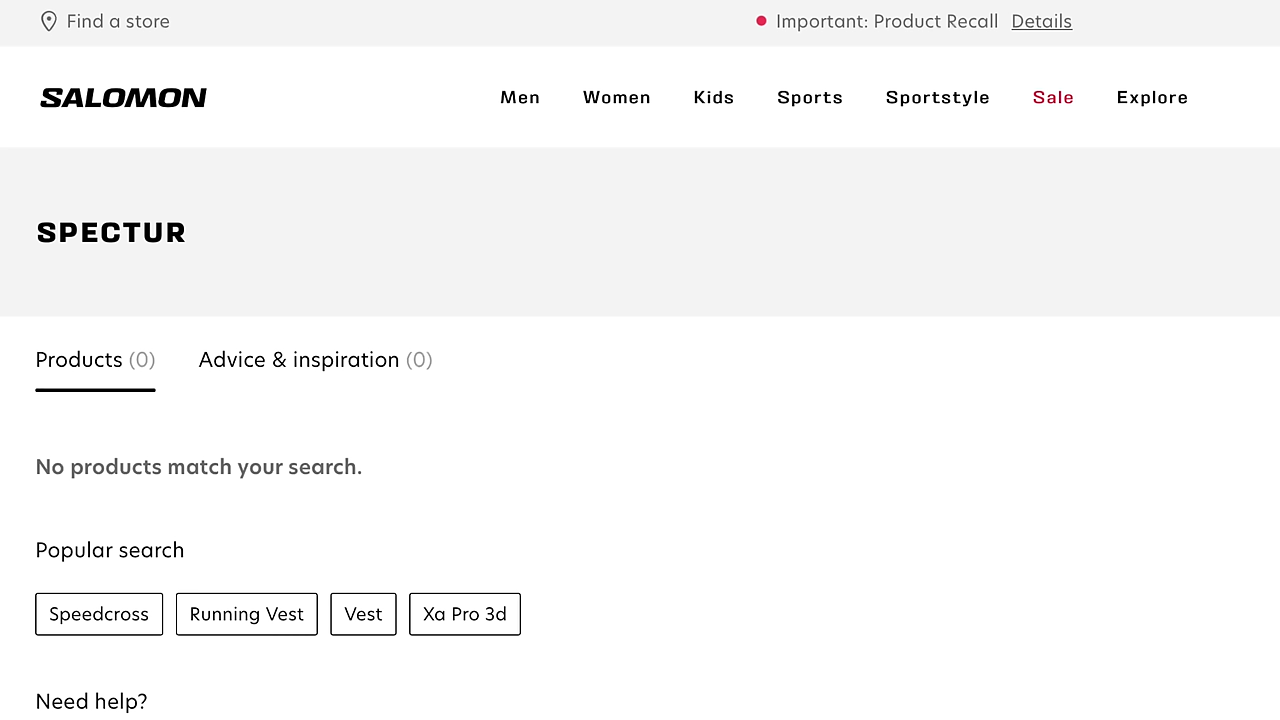 Find a store
Important: Product Recall Details
SALOMON
Men Women Kids Sports Sportstyle Sale Explore
SPECTUR
Products (0) Advice & inspiration (0)
No products match your search.
Popular search
Speedcross Running Vest Vest Xa Pro 3d
Need help?